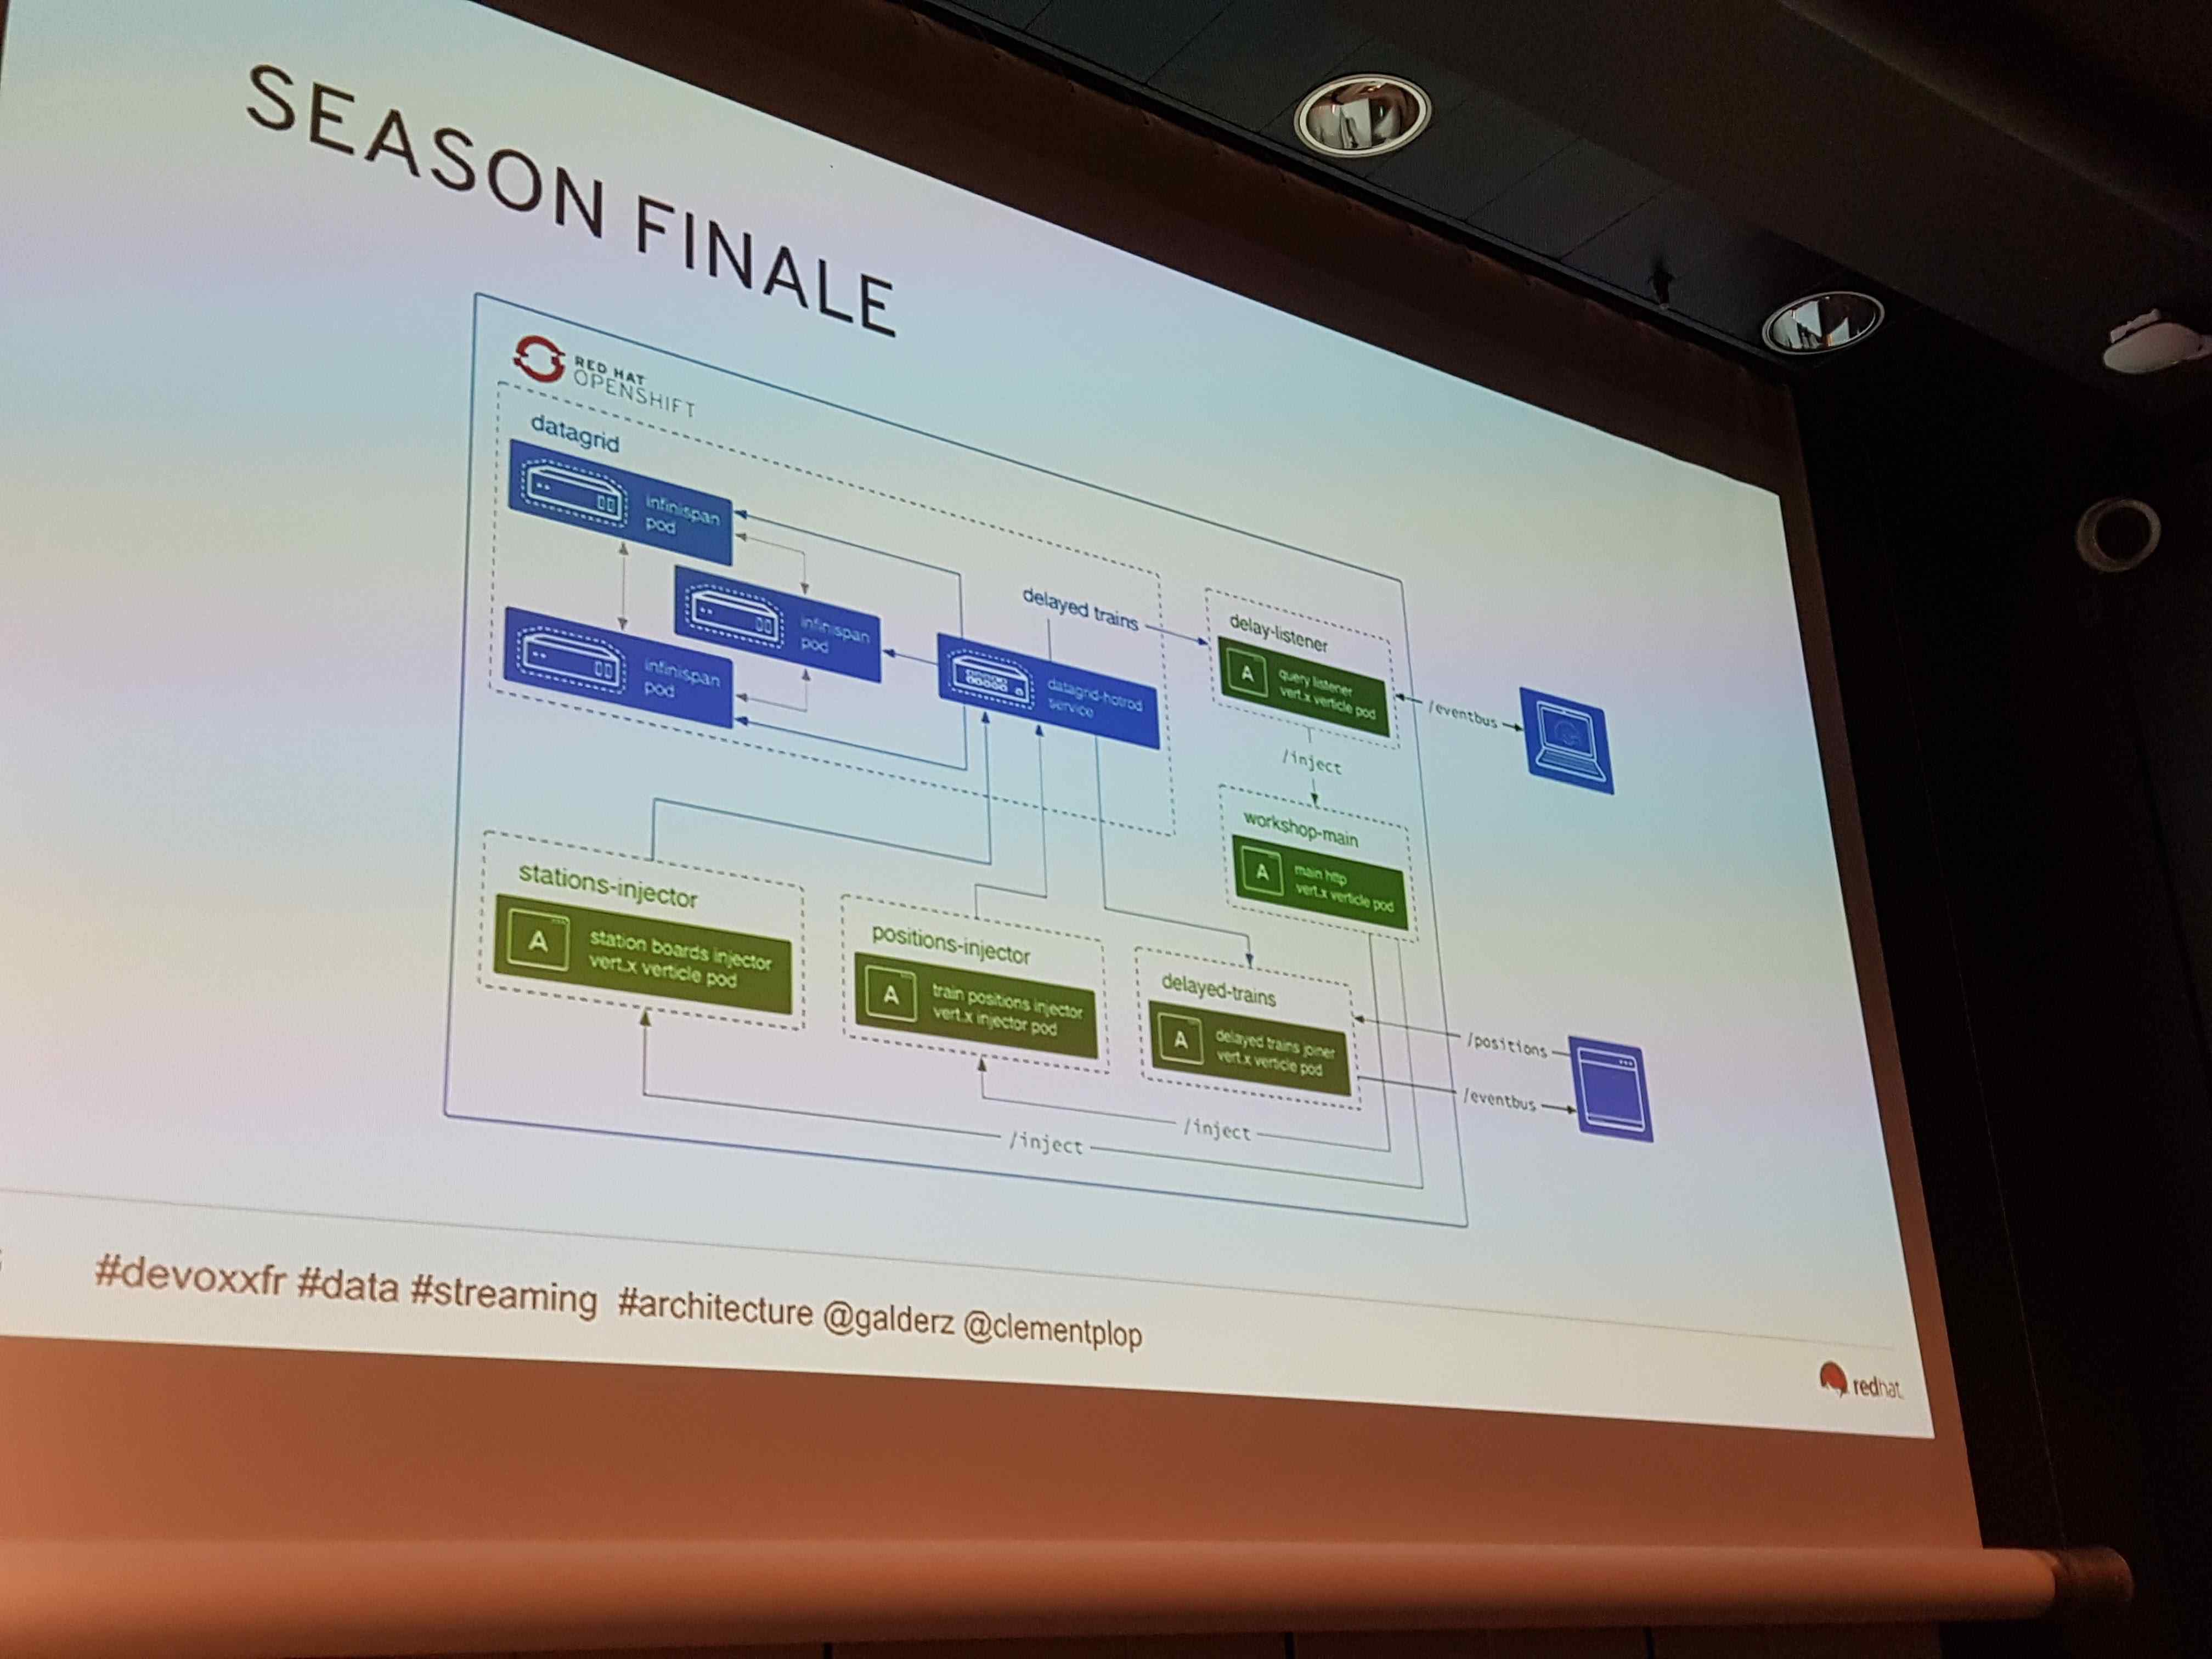 SEASON FINALE
RED HAT
OPENSHIFT
datagrid
infinispan
pod
infinispan
pod
infinispan
pod
delayed trains
datagrid-hotrod
service
delay-listener
A
query listener
vert.x verticle pod
/eventbus
/inject
workshop-main
A
main http
vert.x verticle pod
stations-injector
A
station boards injector
vert.x verticle pod
positions-injector
A
train positions injector
vert.x injector pod
delayed-trains
A
delayed trains joiner
vert.x verticle pod
/positions
/eventbus
/inject
/inject
#devoxxfr #data #streaming #architecture @galderz @clementplop
redhat.